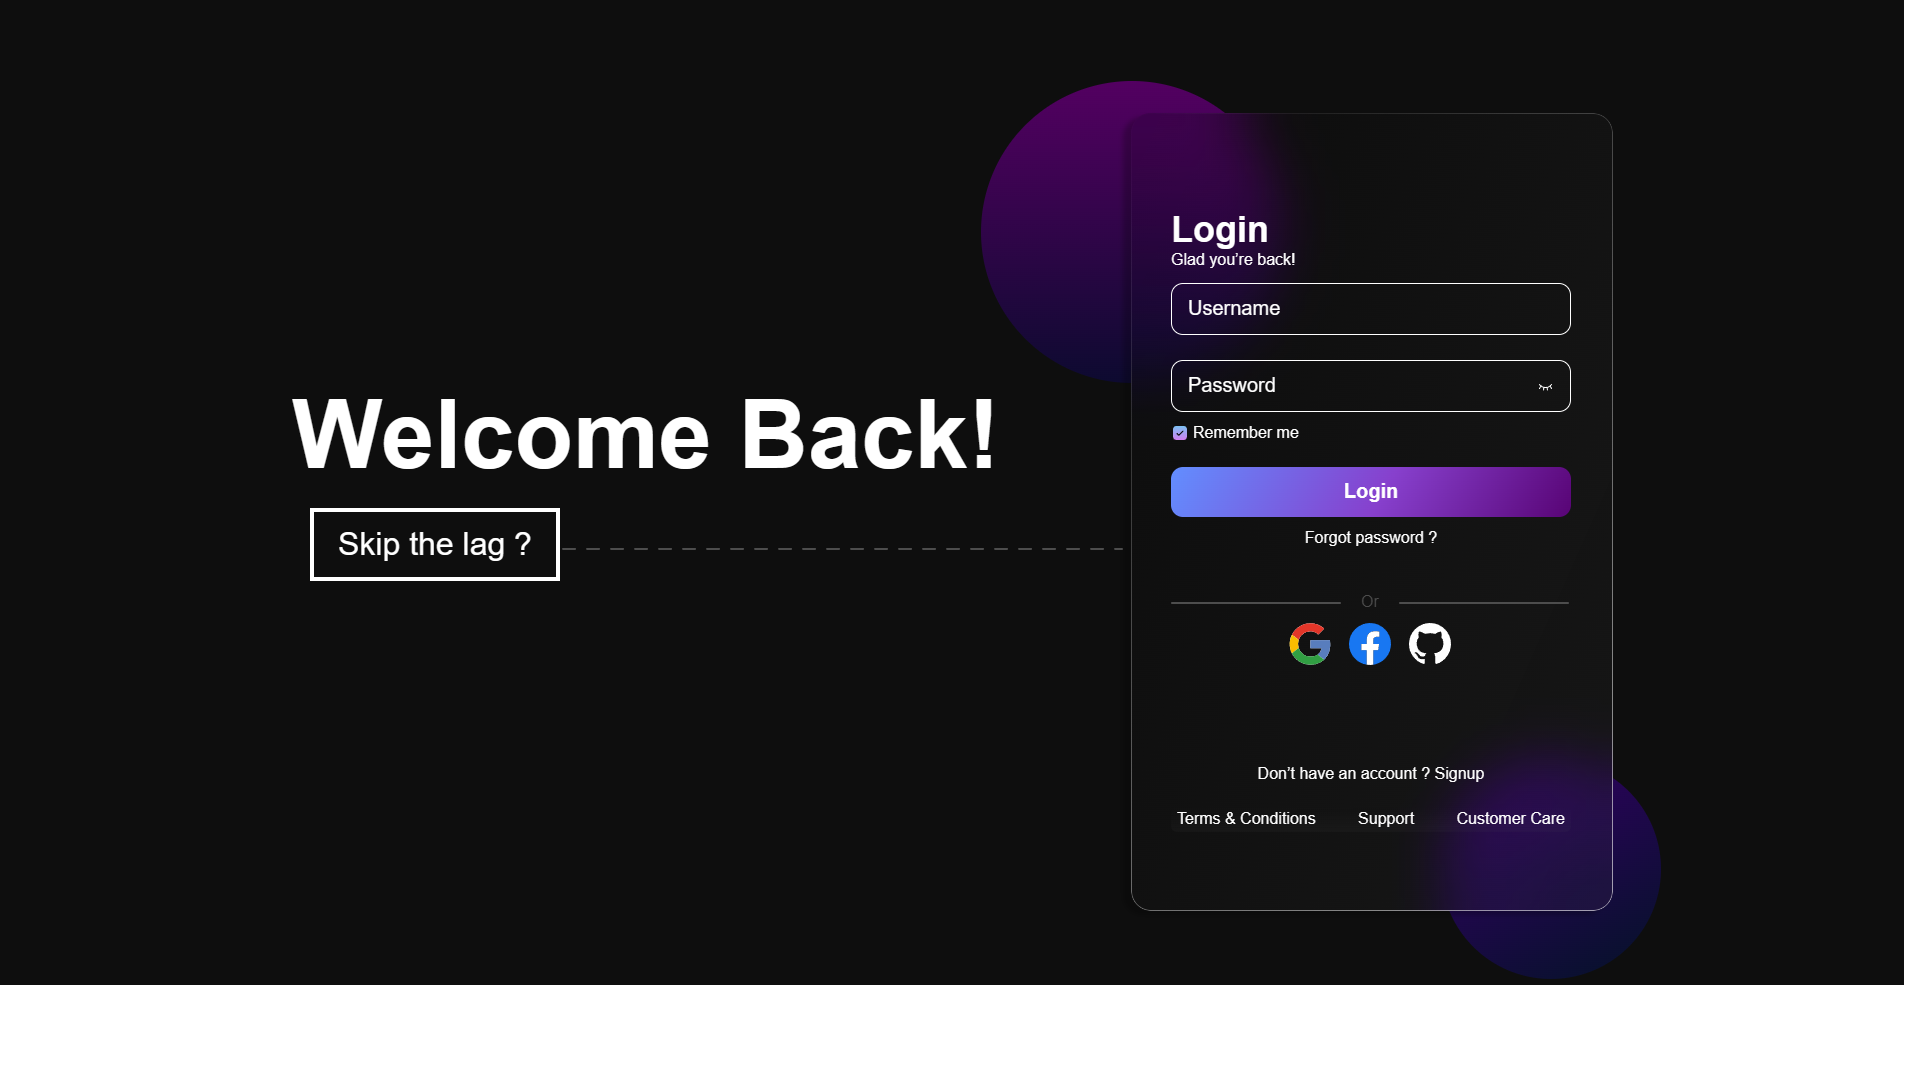 Welcome Back!
Skip the lag ?
Login
Glad you’re back!
Username
Password
Remember me
Login
Forgot password ?
Or
Don’t have an account ? Signup
Terms & Conditions Support Customer Care